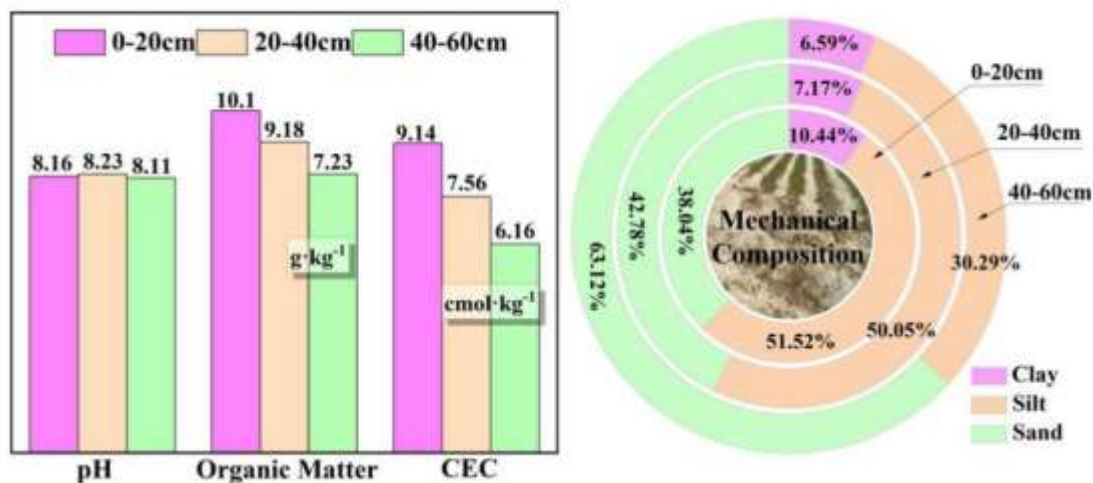 0-20cm 20-40cm 40-60cm
8.16 8.23 8.11
10.1 9.18 7.23
9.14 7.56 6.16
g·kg⁻¹
cmol·kg⁻¹
pH Organic Matter CEC
6.59%
7.17%
10.44%
0-20cm
20-40cm
40-60cm
38.04%
42.78%
63.12%
Mechanical
Composition
30.29%
50.05%
51.52%
Clay
Silt
Sand